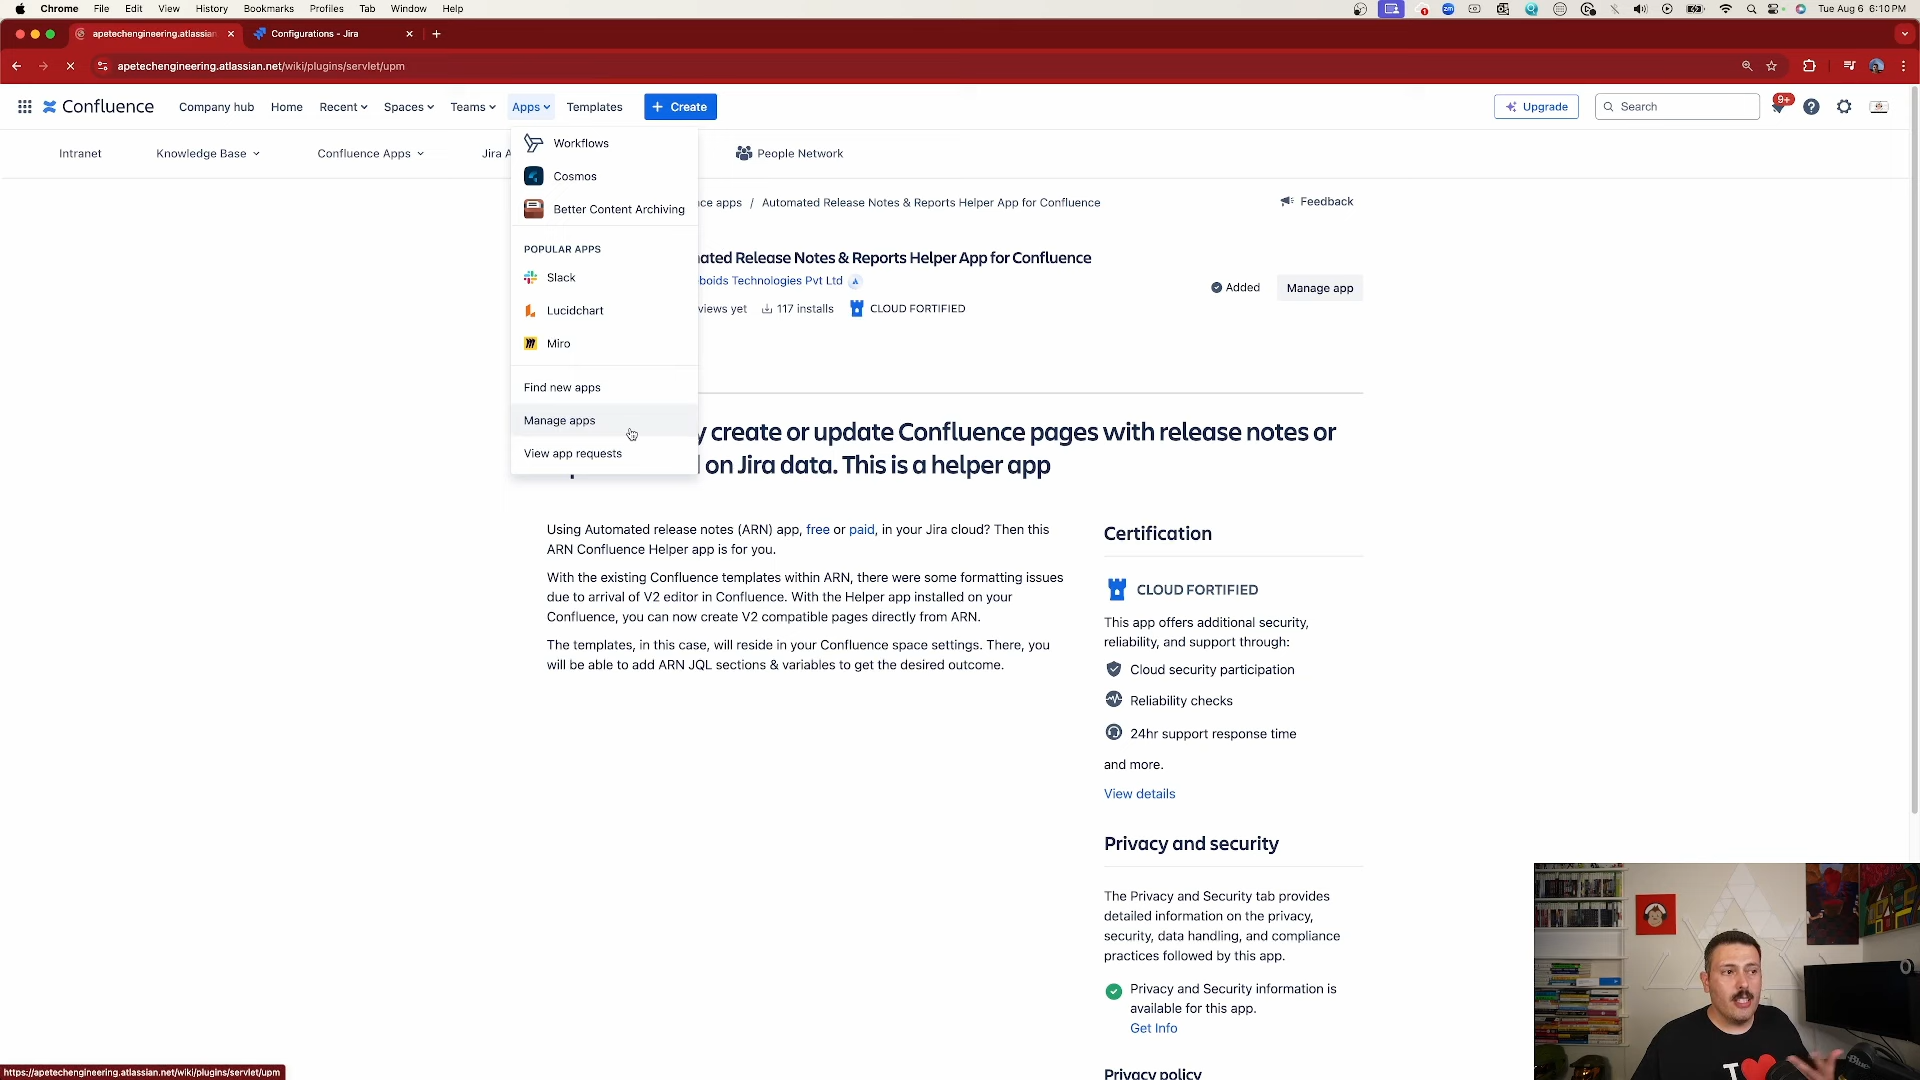 Chrome File Edit View History Bookmarks Profiles Tab Window Help
Tue Aug 6 6:10 PM
apetechengineering.atlassian
Configurations - Jira
apetechengineering.atlassian.net/wiki/plugins/servlet/upm
Confluence Company hub Home Recent Spaces Teams Apps Templates + Create
Upgrade Search 9+
Intranet Knowledge Base Confluence Apps Jira A People Network
Workflows
Cosmos
Better Content Archiving
POPULAR APPS
Slack
Lucidchart
Miro
Find new apps
Manage apps
View app requests
ce apps / Automated Release Notes & Reports Helper App for Confluence
Feedback
ated Release Notes & Reports Helper App for Confluence
boids Technologies Pvt Ltd
Added Manage app
views yet 117 installs CLOUD FORTIFIED
y create or update Confluence pages with release notes or
on Jira data. This is a helper app
Using Automated release notes (ARN) app, free or paid, in your Jira cloud? Then this
ARN Confluence Helper app is for you.
With the existing Confluence templates within ARN, there were some formatting issues
due to arrival of V2 editor in Confluence. With the Helper app installed on your
Confluence, you can now create V2 compatible pages directly from ARN.
The templates, in this case, will reside in your Confluence space settings. There, you
will be able to add ARN JQL sections & variables to get the desired outcome.
Certification
CLOUD FORTIFIED
This app offers additional security,
reliability, and support through:
Cloud security participation
Reliability checks
24hr support response time
and more.
View details
Privacy and security
The Privacy and Security tab provides
detailed information on the privacy,
security, data handling, and compliance
practices followed by this app.
Privacy and Security information is
available for this app.
Get Info
Privacy policy
https://apetechengineering.atlassian.net/wiki/plugins/servlet/upm
I
Blue